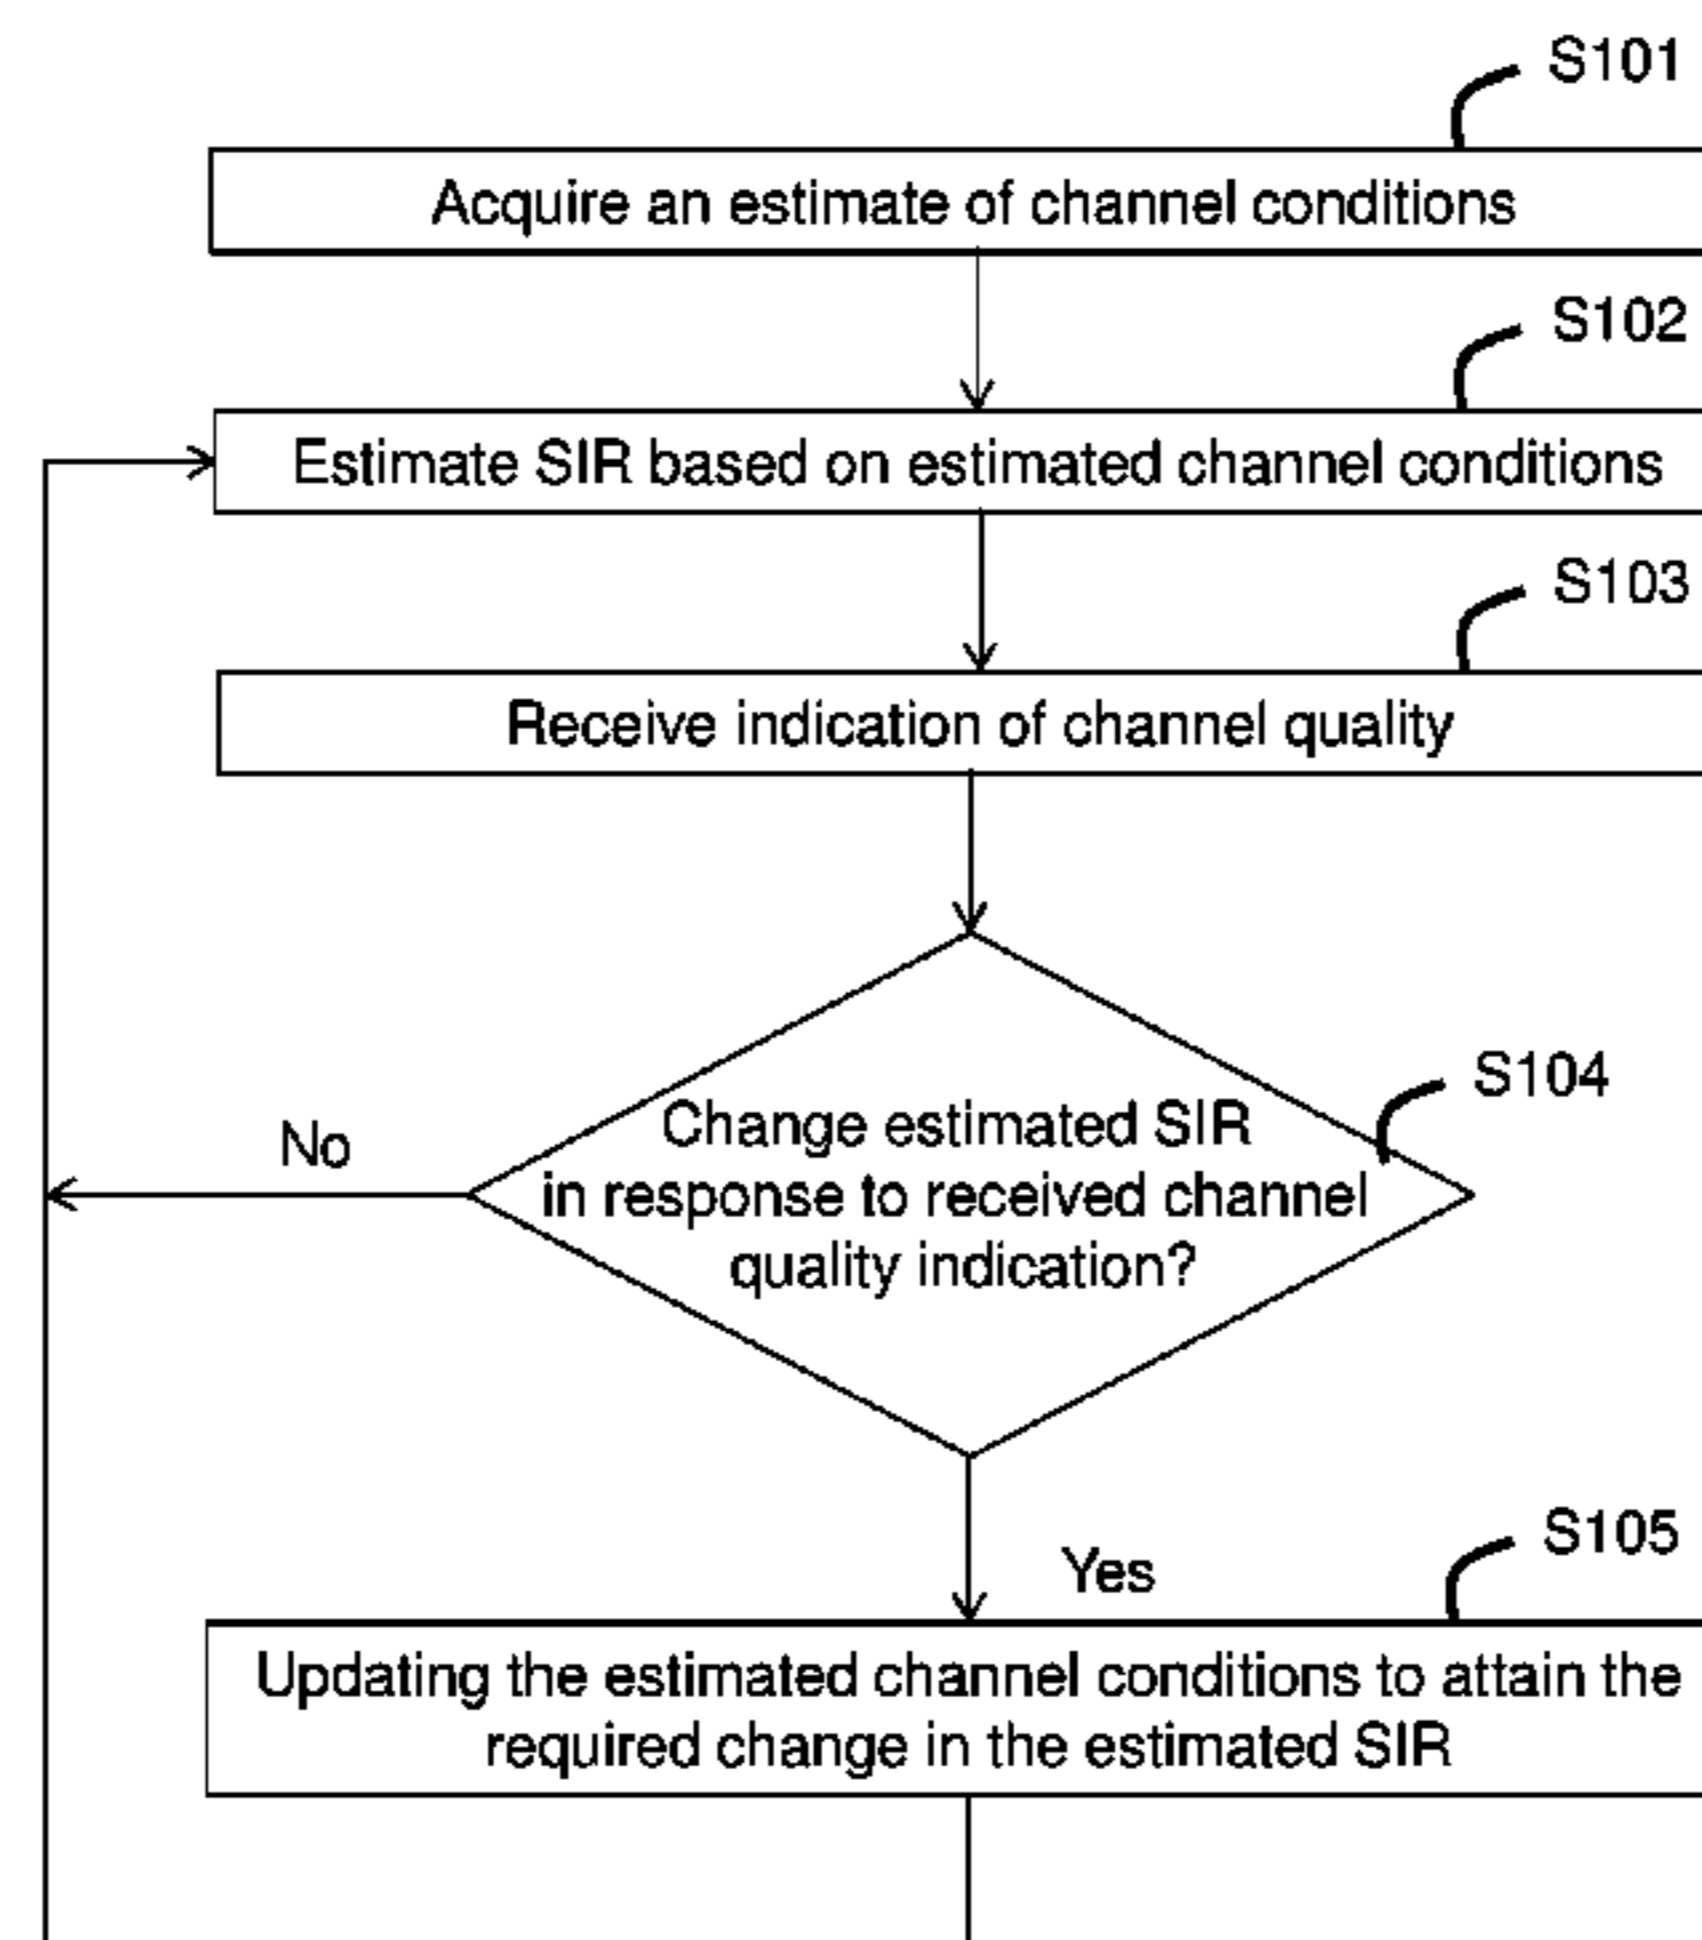 S101
Acquire an estimate of channel conditions
S102
Estimate SIR based on estimated channel conditions
S103
Receive indication of channel quality
S104
Change estimated SIR
in response to received channel
quality indication?
No
Yes
S105
Updating the estimated channel conditions to attain the
required change in the estimated SIR